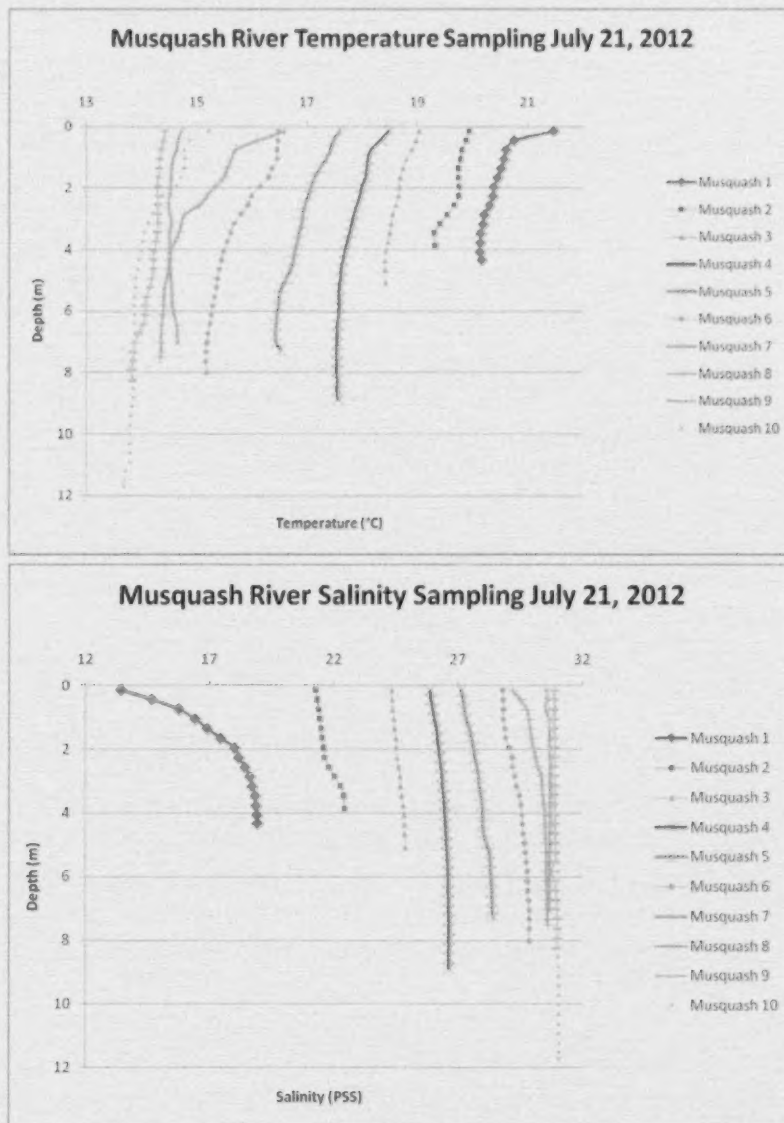 Musquash River Temperature Sampling July 21, 2012
13 15 17 19 21
0
2
4
6
8
10
12
Depth (m)
Temperature (°C)
Musquash 1
Musquash 2
Musquash 3
Musquash 4
Musquash 5
Musquash 6
Musquash 7
Musquash 8
Musquash 9
Musquash 10
Musquash River Salinity Sampling July 21, 2012
12 17 22 27 32
0
2
4
6
8
10
12
Depth (m)
Salinity (PSS)
Musquash 1
Musquash 2
Musquash 3
Musquash 4
Musquash 5
Musquash 6
Musquash 7
Musquash 8
Musquash 9
Musquash 10